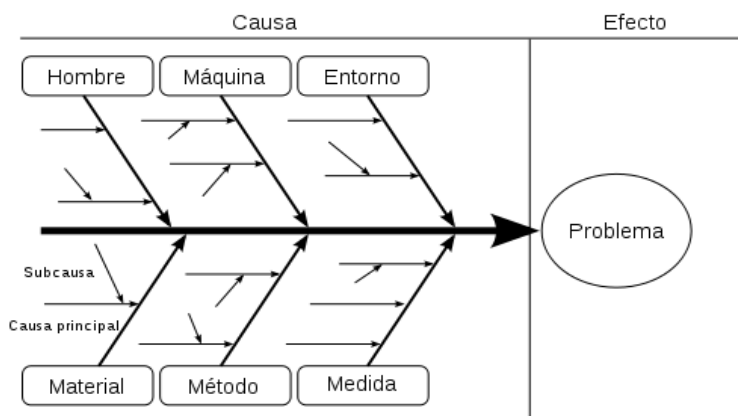 Causa
Efecto
Hombre
Máquina
Entorno
Problema
Subcausa
Causa principal
Material
Método
Medida